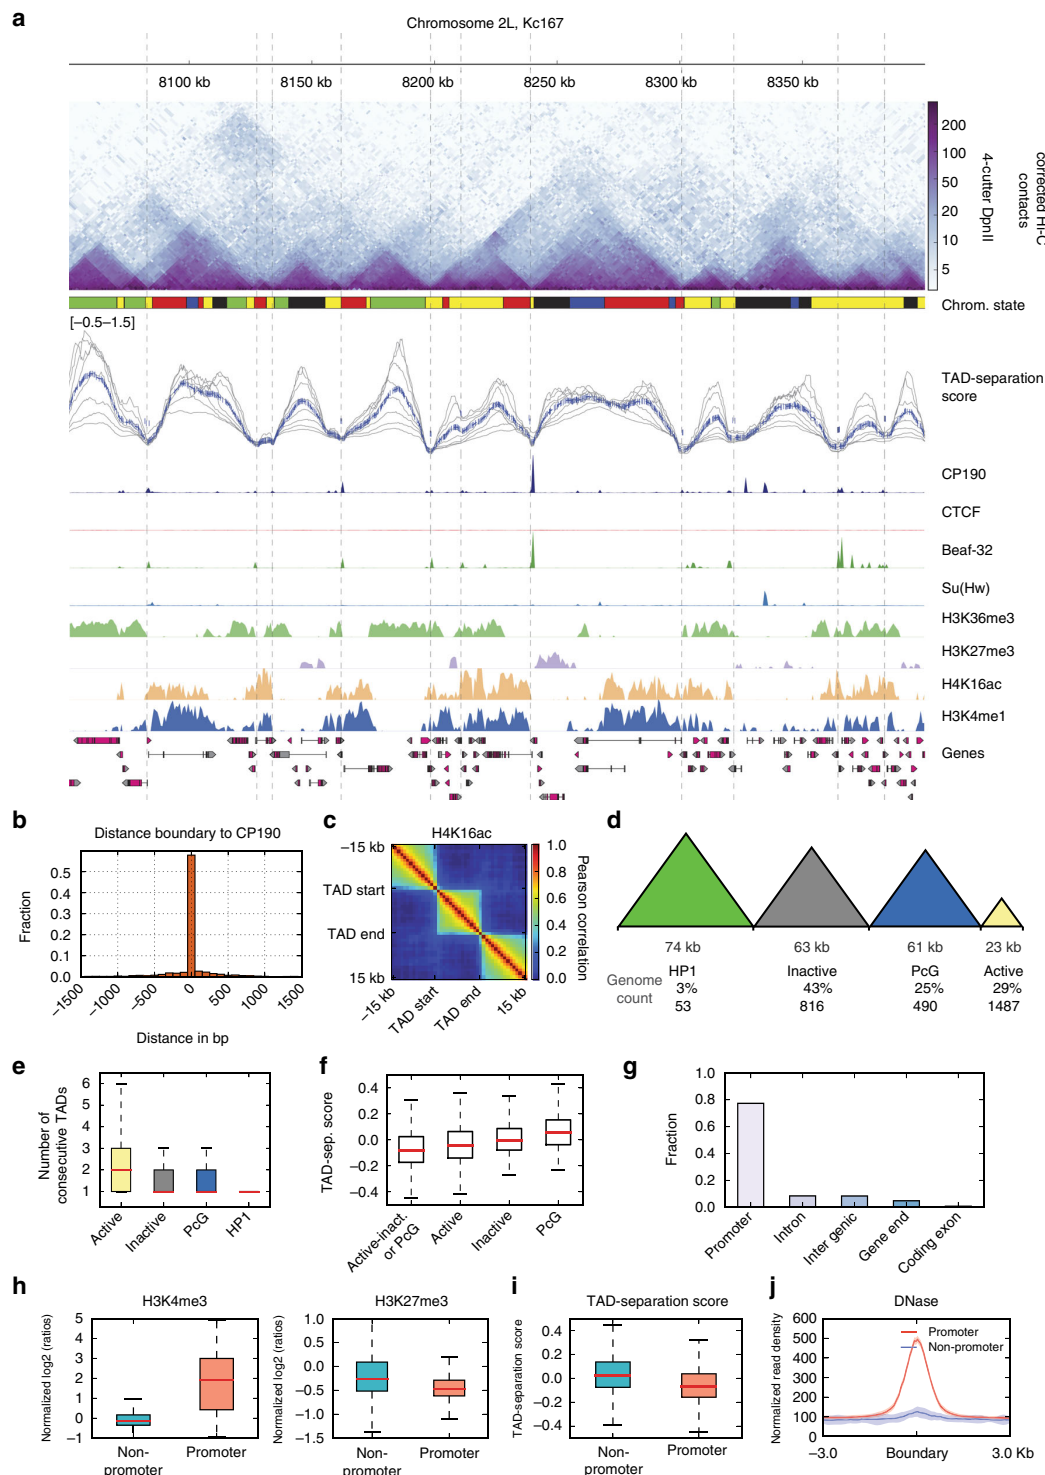 a
Chromosome 2L, Kc167
8100 kb 8150 kb 8200 kb 8250 kb 8300 kb 8350 kb
200
100
50
20
10
5
4-cutter DpnII
corrected Hi-C
contacts
Chrom. state
[−0.5–1.5]
TAD-separation
score
CP190
CTCF
Beaf-32
Su(Hw)
H3K36me3
H3K27me3
H4K16ac
H3K4me1
Genes
b
Distance boundary to CP190
Fraction
0.5
0.4
0.3
0.2
0.1
0.0
−1500 −1000 −500 0 500 1000 1500
Distance in bp
c
H4K16ac
−15 kb
TAD start
TAD end
15 kb
−15 kb TAD start TAD end 15 kb
1.0
0.8
0.6
0.4
0.2
0.0
Pearson correlation
d
74 kb 63 kb 61 kb 23 kb
Genome
count
HP1 Inactive PcG Active
3% 43% 25% 29%
53 816 490 1487
e
Number of
consecutive TADs
6
5
4
3
2
1
Active Inactive PcG HP1
f
TAD-sep. score
0.4
0.2
0.0
−0.2
−0.4
Active-inact.
or PcG
Active Inactive PcG
g
Fraction
1.0
0.8
0.6
0.4
0.2
0.0
Promoter Intron Inter genic Gene end Coding exon
h
H3K4me3
Normalized log2 (ratios)
5
4
3
2
1
0
−1
Non-
promoter
Promoter
H3K27me3
Normalized log2 (ratios)
1.0
0.5
0.0
−0.5
−1.0
−1.5
Non-
promoter
Promoter
i
TAD-separation score
TAD-separation score
0.4
0.2
0.0
−0.2
−0.4
Non-
promoter
Promoter
j
DNase
Normalized read density
600
500
400
300
200
100
0
Promoter
Non-promoter
−3.0 Boundary 3.0 Kb